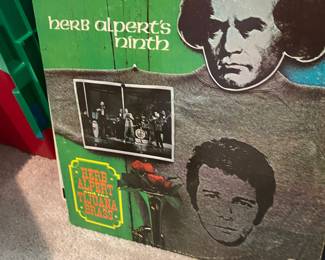 herb alpert's
ninth
HERB
ALPERT
TIJUANA
BRASS